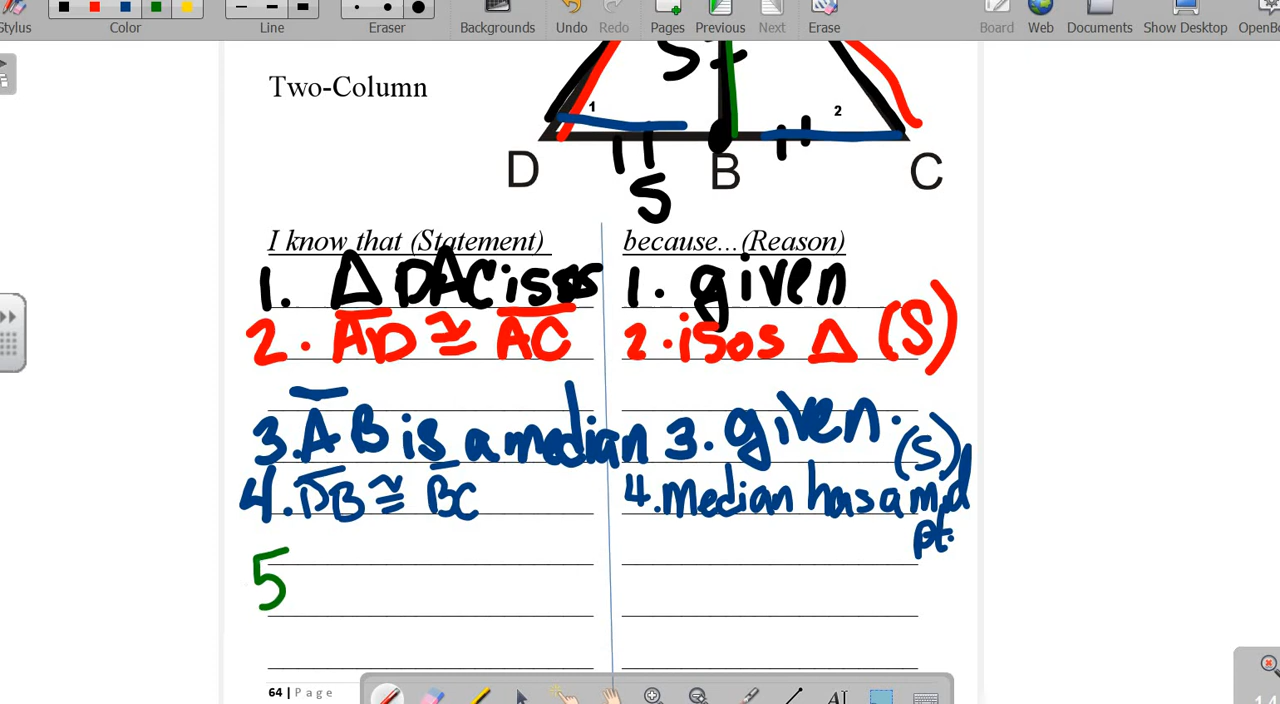 Stylus
Color
Line
Eraser
Backgrounds
Undo
Pages
Previous
Next
Erase
Board
Web
Documents
Show Desktop
OpenBo
Two-Column
S
1
2
D
B
C
S
I know that (Statement)
because...(Reason)
1. △ DAC is isos
1. given
2. AD ≅ AC
2. isos △ (S)
3. AB is a median
3. given.
(S)
4. DB ≅ BC
4. Median has a mid
pt.
5
64 | Page